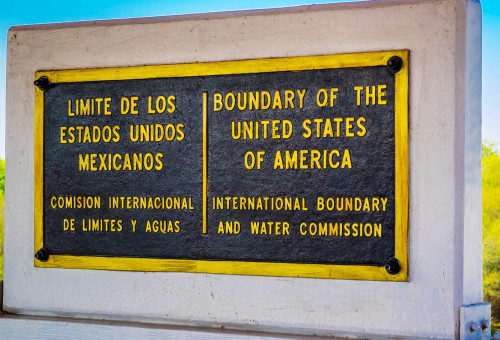 LIMITE DE LOS
ESTADOS UNIDOS
MEXICANOS
COMISION INTERNACIONAL
DE LIMITES Y AGUAS
BOUNDARY OF THE
UNITED STATES
OF AMERICA
INTERNATIONAL BOUNDARY
AND WATER COMMISSION